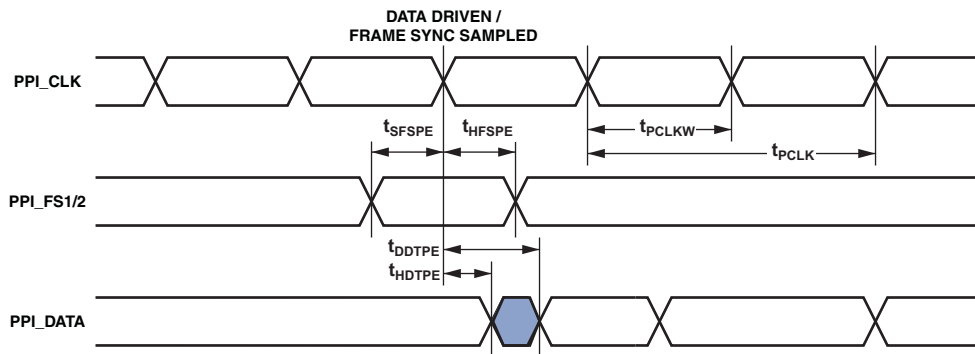 DATA DRIVEN /
FRAME SYNC SAMPLED
PPI_CLK
tSFSPE
tHFSPE
tPCLKW
tPCLK
PPI_FS1/2
tDDTPE
tHDTPE
PPI_DATA